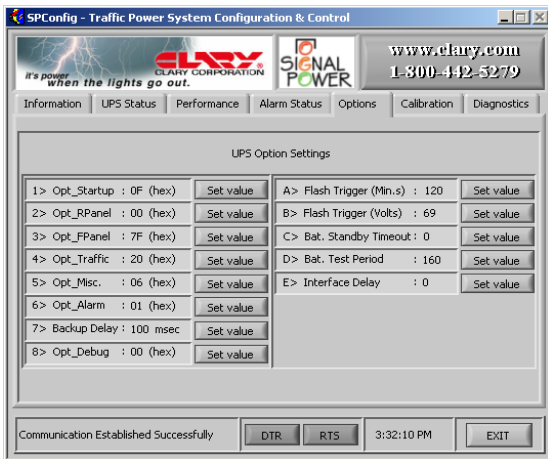 SPConfig - Traffic Power System Configuration & Control
it's power
when the lights go out.
CLARY
CLARY CORPORATION
SIGNAL
POWER
www.clary.com
1-800-442-5279
Information UPS Status Performance Alarm Status Options Calibration Diagnostics
UPS Option Settings
1> Opt_Startup : 0F (hex) Set value
2> Opt_RPanel : 00 (hex) Set value
3> Opt_FPanel : 7F (hex) Set value
4> Opt_Traffic : 20 (hex) Set value
5> Opt_Misc. : 06 (hex) Set value
6> Opt_Alarm : 01 (hex) Set value
7> Backup Delay : 100 msec Set value
8> Opt_Debug : 00 (hex) Set value
A> Flash Trigger (Min.s) : 120 Set value
B> Flash Trigger (Volts) : 69 Set value
C> Bat. Standby Timeout : 0 Set value
D> Bat. Test Period : 160 Set value
E> Interface Delay : 0 Set value
Communication Established Successfully DTR RTS 3:32:10 PM EXIT